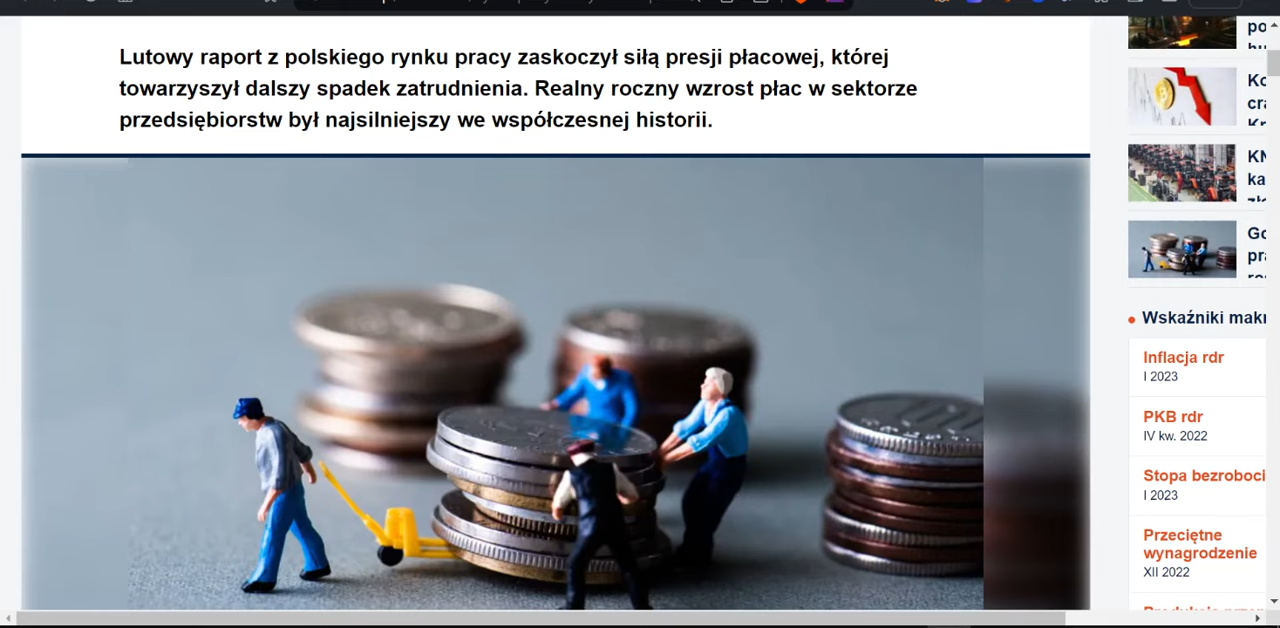 Lutowy raport z polskiego rynku pracy zaskoczył siłą presji płacowej, której
towarzyszył dalszy spadek zatrudnienia. Realny roczny wzrost płac w sektorze
przedsiębiorstw był najsilniejszy we współczesnej historii.
Wskaźniki makr
Inflacja rdr
I 2023
PKB rdr
IV kw. 2022
Stopa bezroboci
I 2023
Przeciętne
wynagrodzenie
XII 2022